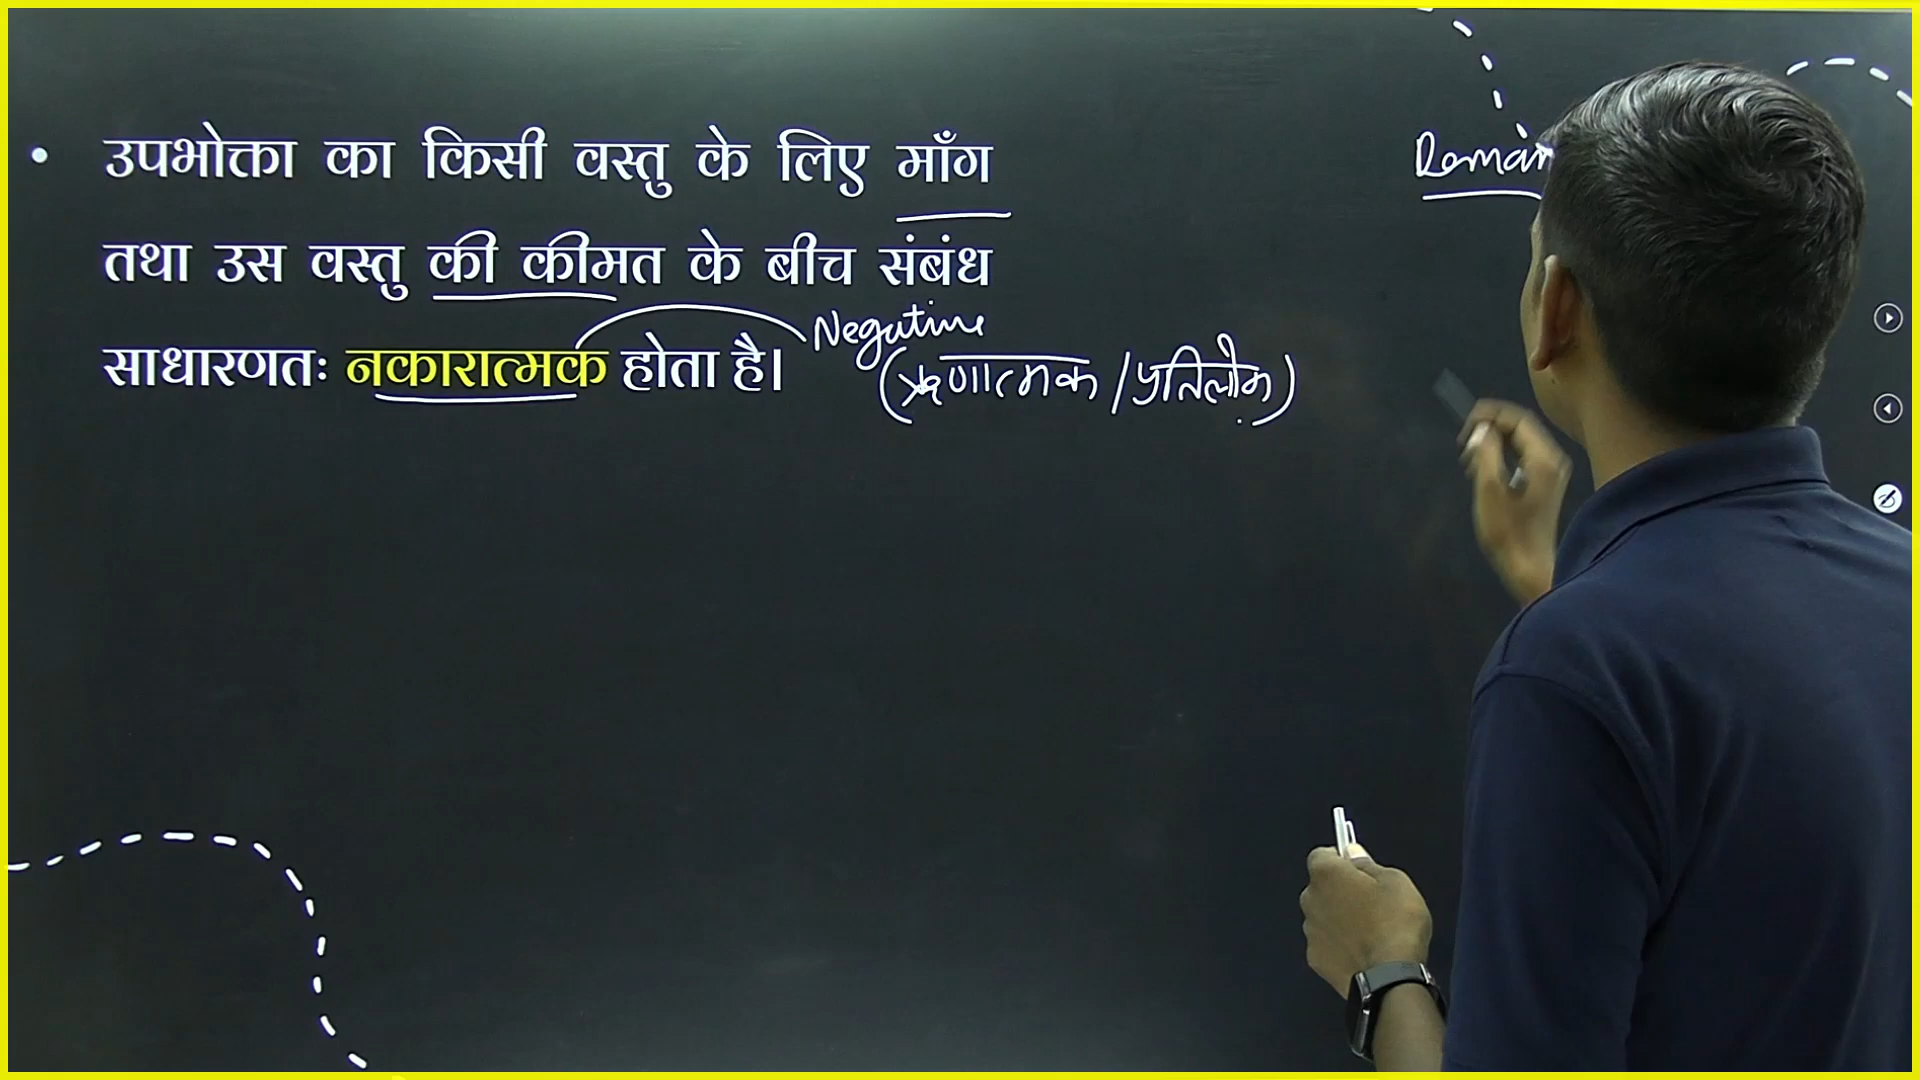 • उपभोक्ता का किसी वस्तु के लिए माँग
तथा उस वस्तु की कीमत के बीच संबंध
साधारणतः नकारात्मक होता है।
Negative
(ऋणात्मक / प्रतिलोम)